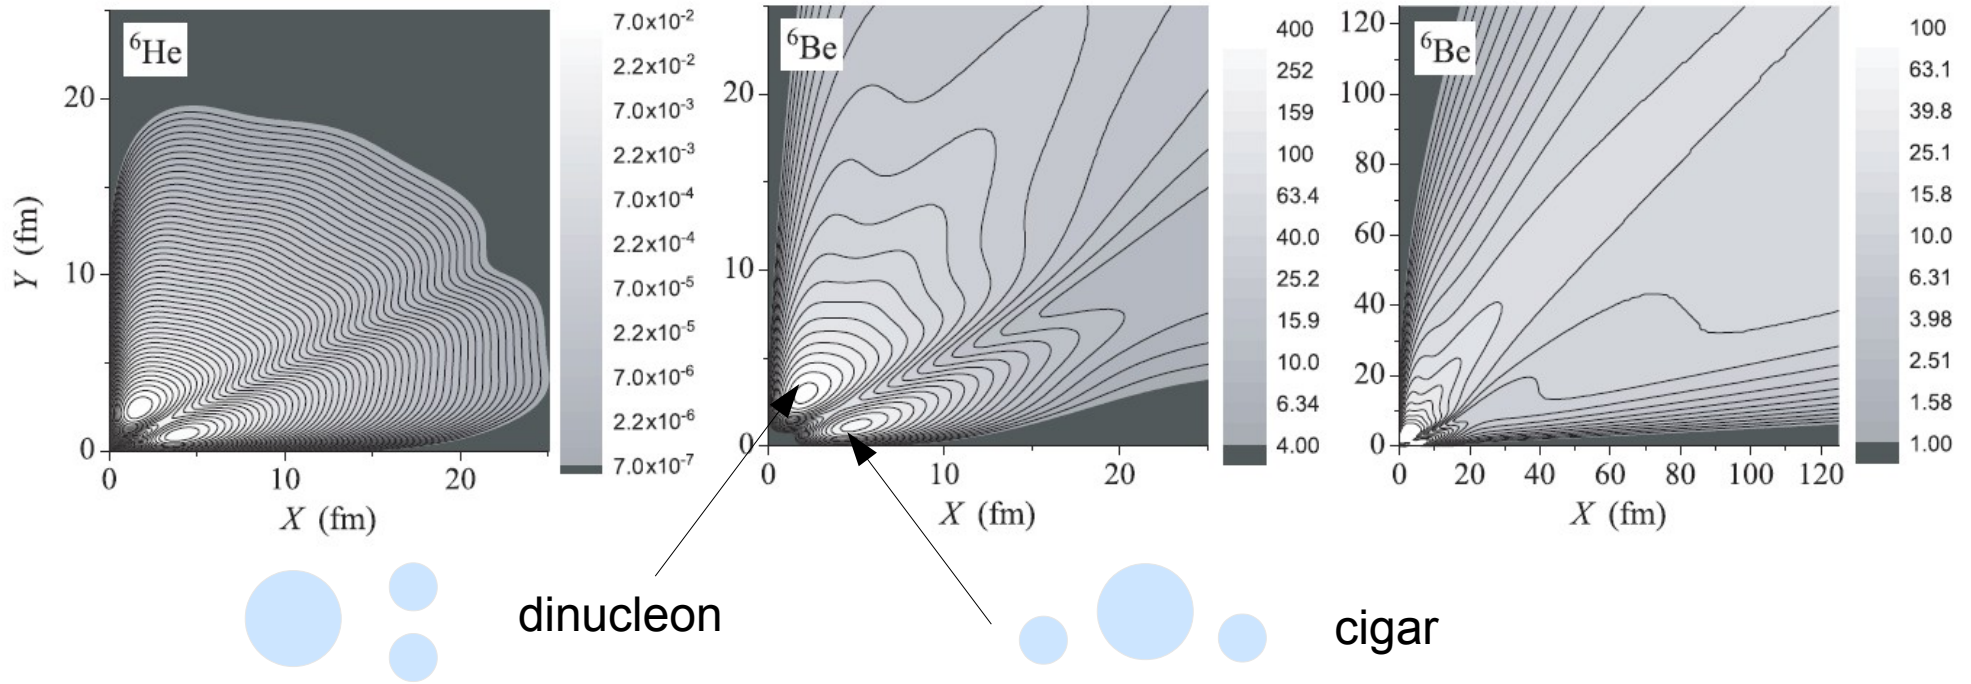 ⁶He
Y (fm)
20
10
0
0 10 20
X (fm)
7.0x10⁻²
2.2x10⁻²
7.0x10⁻³
2.2x10⁻³
7.0x10⁻⁴
2.2x10⁻⁴
7.0x10⁻⁵
2.2x10⁻⁵
7.0x10⁻⁶
2.2x10⁻⁶
7.0x10⁻⁷
⁶Be
20
10
0
0 10 20
X (fm)
400
252
159
100
63.4
40.0
25.2
15.9
10.0
6.34
4.00
⁶Be
120
100
80
60
40
20
0
0 20 40 60 80 100 120
X (fm)
100
63.1
39.8
25.1
15.8
10.0
6.31
3.98
2.51
1.58
1.00
dinucleon
cigar